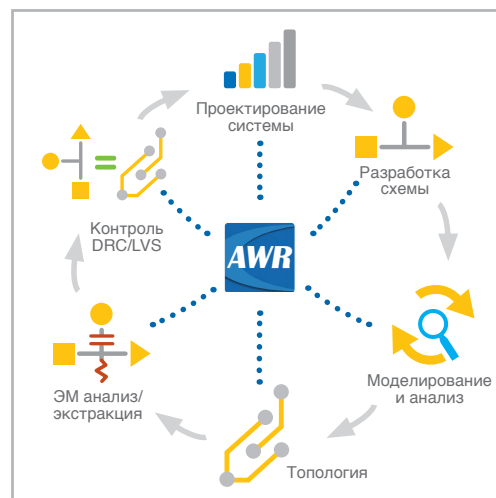 Проектирование
системы
Разработка
схемы
Контроль
DRC/LVS
AWR
ЭМ анализ/
экстракция
Моделирование
и анализ
Топология